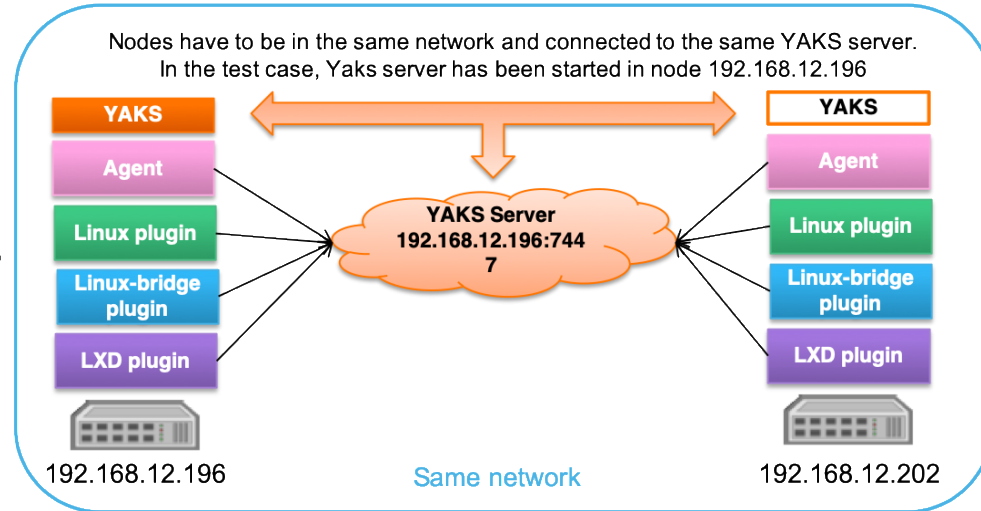 Nodes have to be in the same network and connected to the same YAKS server.
In the test case, Yaks server has been started in node 192.168.12.196
YAKS
Agent
Linux plugin
Linux-bridge
plugin
LXD plugin
192.168.12.196
YAKS Server
192.168.12.196:744
7
Same network
YAKS
Agent
Linux plugin
Linux-bridge
plugin
LXD plugin
192.168.12.202